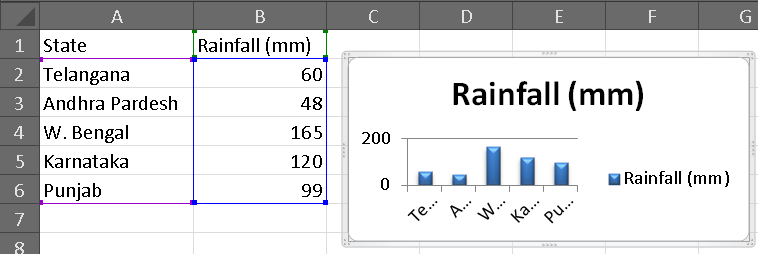 A B C D E F G
1 State Rainfall (mm)
2 Telangana 60
3 Andhra Pardesh 48
4 W. Bengal 165
5 Karnataka 120
6 Punjab 99
7
8
Rainfall (mm)
200
0
Te... A... W... Ka... Pu...
Rainfall (mm)